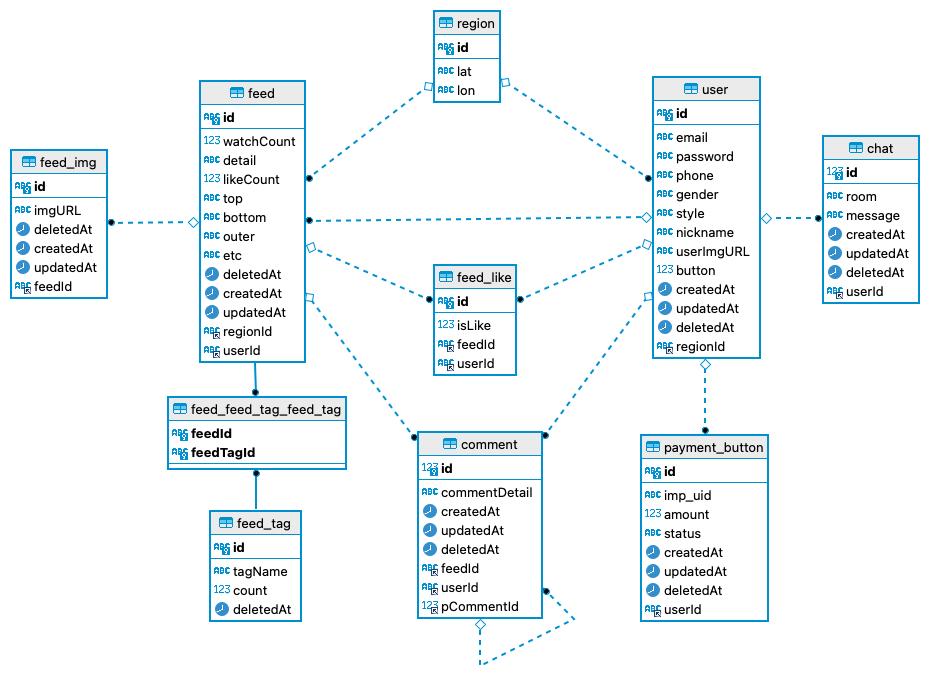 region
id
lat
lon
feed
id
watchCount
detail
likeCount
top
bottom
outer
etc
deletedAt
createdAt
updatedAt
regionId
userId
user
id
email
password
phone
gender
style
nickname
userImgURL
button
createdAt
updatedAt
deletedAt
regionId
feed_img
id
imgURL
deletedAt
createdAt
updatedAt
feedId
chat
id
room
message
createdAt
updatedAt
deletedAt
userId
feed_like
id
isLike
feedId
userId
feed_feed_tag_feed_tag
feedId
feedTagId
comment
id
commentDetail
createdAt
updatedAt
deletedAt
feedId
userId
pCommentId
payment_button
id
imp_uid
amount
status
createdAt
updatedAt
deletedAt
userId
feed_tag
id
tagName
count
deletedAt